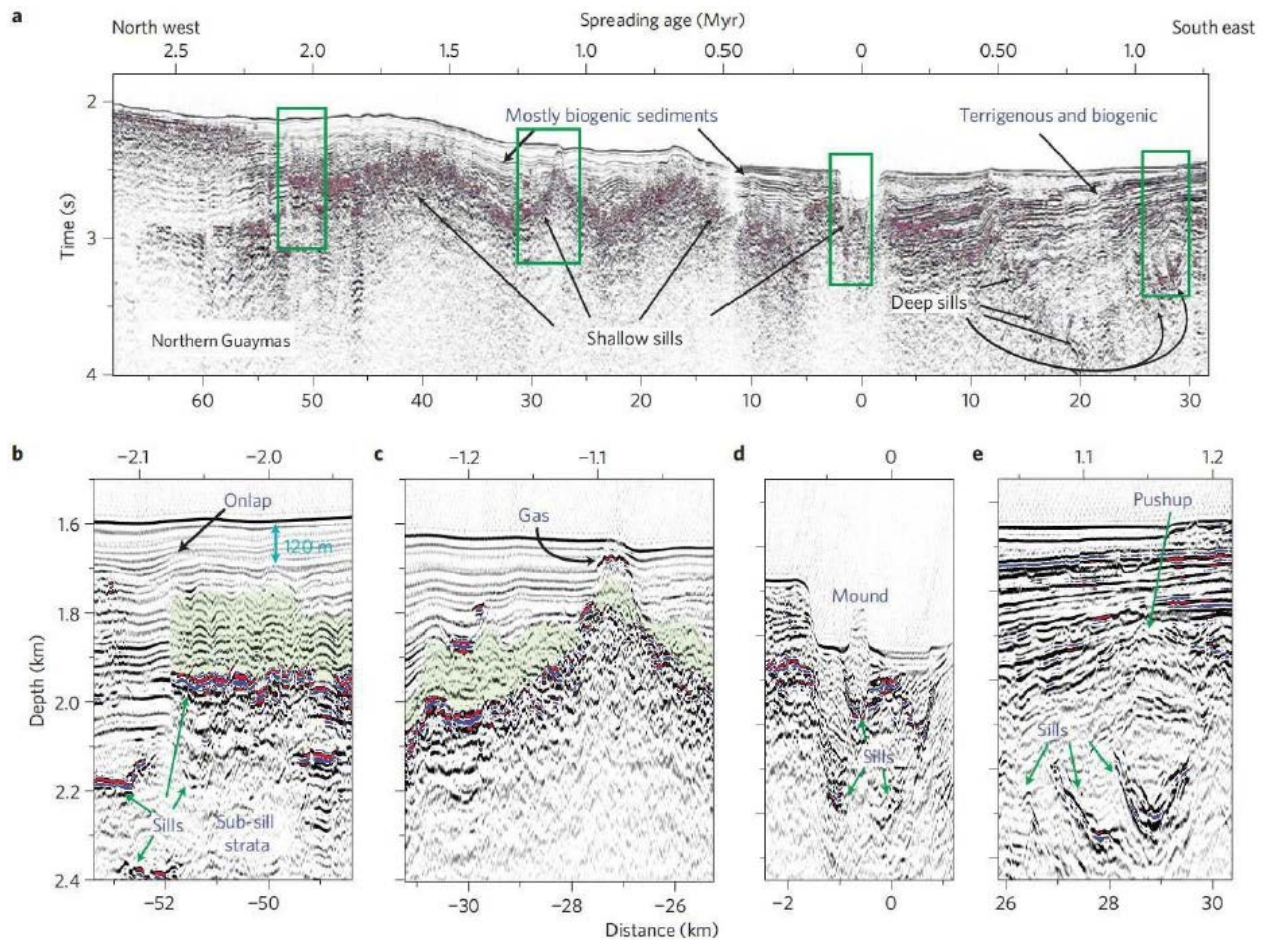 a
Spreading age (Myr)
North west
South east
2.5 2.0 1.5 1.0 0.50 0 0.50 1.0
Mostly biogenic sediments
Terrigenous and biogenic
2
3
4
Time (s)
Deep sills
Shallow sills
Northern Guaymas
60 50 40 30 20 10 0 10 20 30
b
−2.1 −2.0
Onlap
120 m
1.6
1.8
2.0
2.2
2.4
Depth (km)
Sills
Sub-sill
strata
−52 −50
c
−1.2 −1.1
Gas
−30 −28 −26
d
0
Mound
Sills
−2 0
e
1.1 1.2
Pushup
Sills
26 28 30
Distance (km)